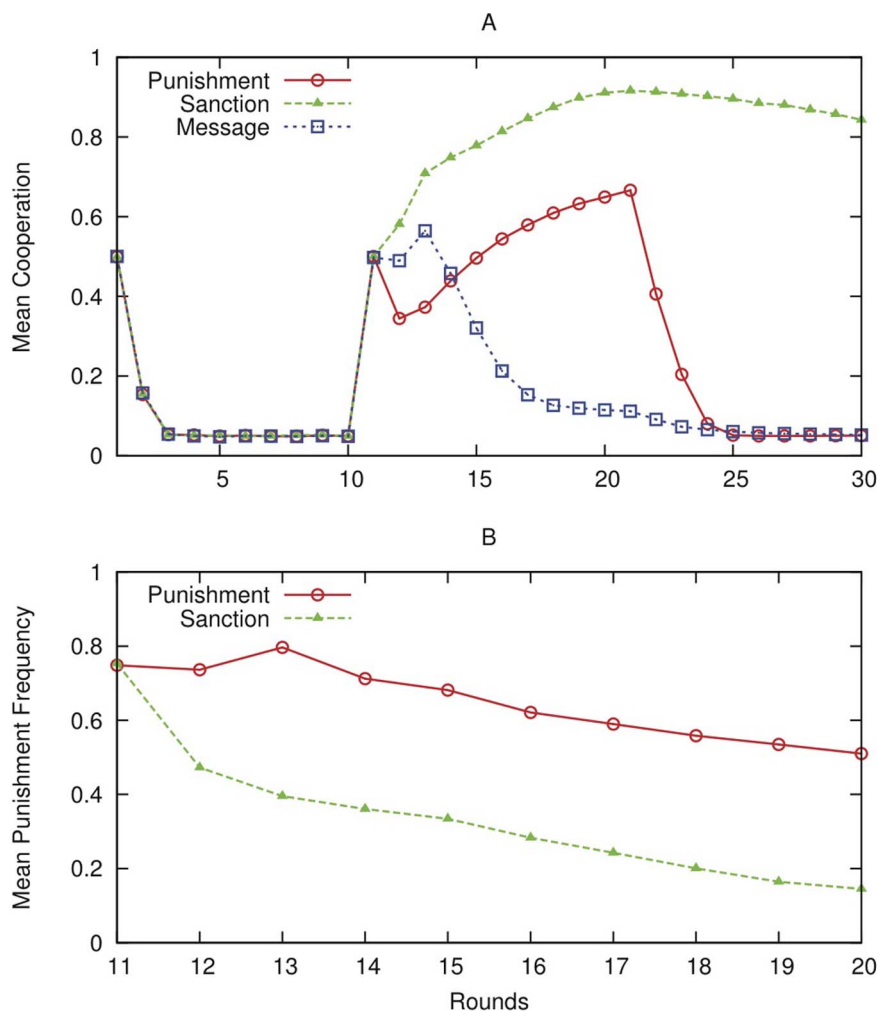 A
Mean Cooperation
1
0.8
0.6
0.4
0.2
0
Punishment
Sanction
Message
5 10 15 20 25 30
B
Mean Punishment Frequency
1
0.8
0.6
0.4
0.2
0
Punishment
Sanction
11 12 13 14 15 16 17 18 19 20
Rounds